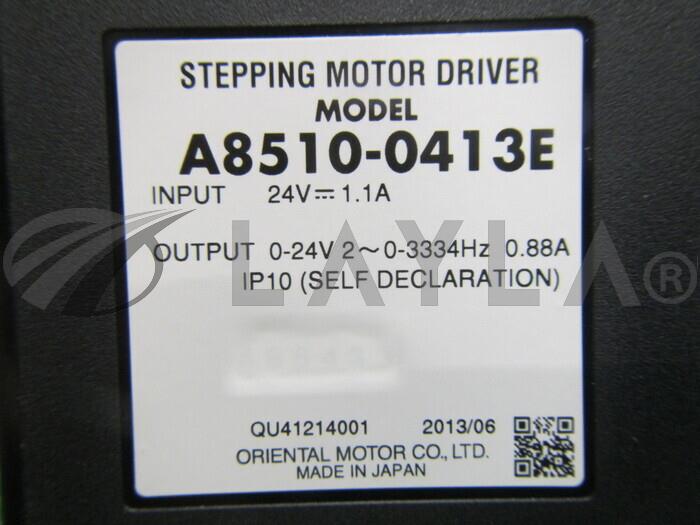 STEPPING MOTOR DRIVER
MODEL
A8510-0413E
INPUT 24V⎓1.1A
OUTPUT 0-24V 2～0-3334Hz 0.88A
IP10 (SELF DECLARATION)
LAYLA®
QU41214001 2013/06
ORIENTAL MOTOR CO., LTD.
MADE IN JAPAN